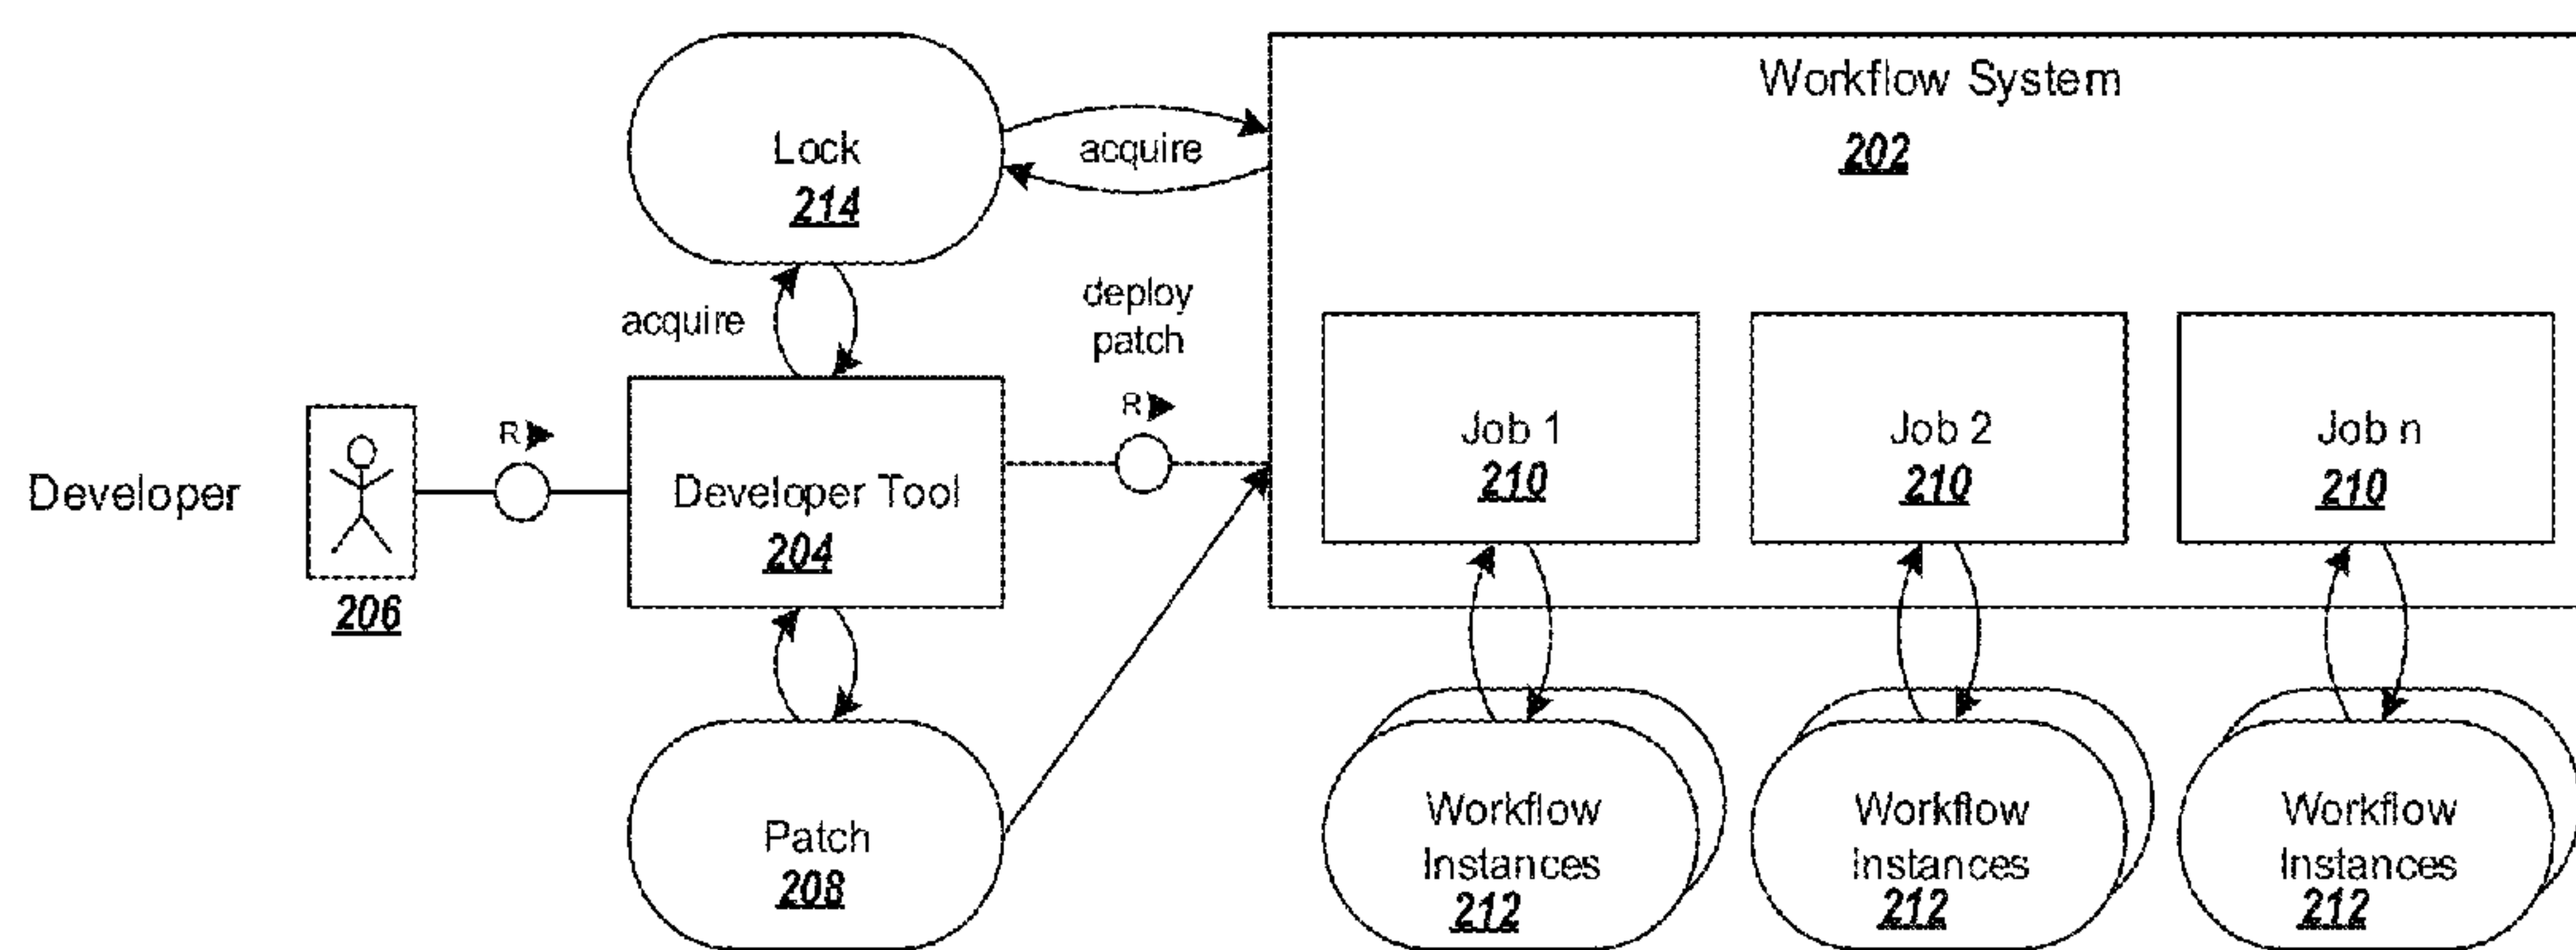 Workflow System
202
Lock
214
acquire
acquire
deploy
patch
R
R
Developer
206
Developer Tool
204
Job 1
210
Job 2
210
Job n
210
Patch
208
Workflow
Instances
212
Workflow
Instances
212
Workflow
Instances
212